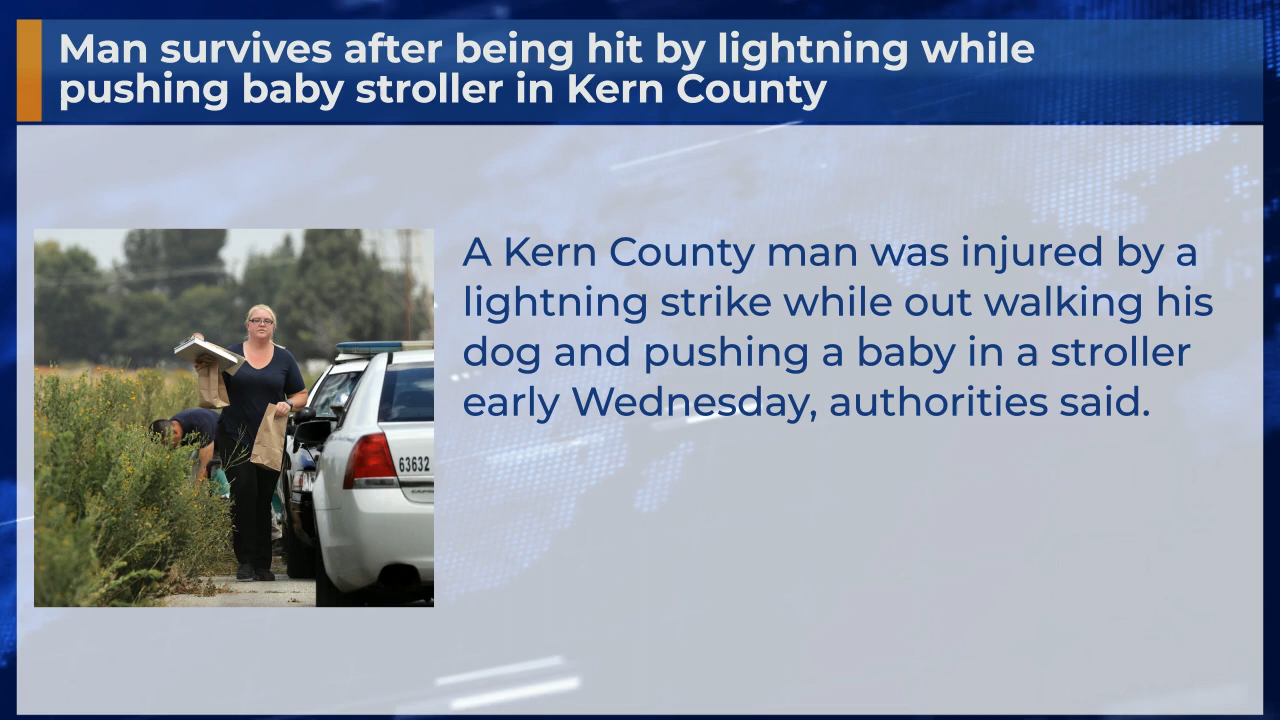 Man survives after being hit by lightning while
pushing baby stroller in Kern County
A Kern County man was injured by a
lightning strike while out walking his
dog and pushing a baby in a stroller
early Wednesday, authorities said.
63632